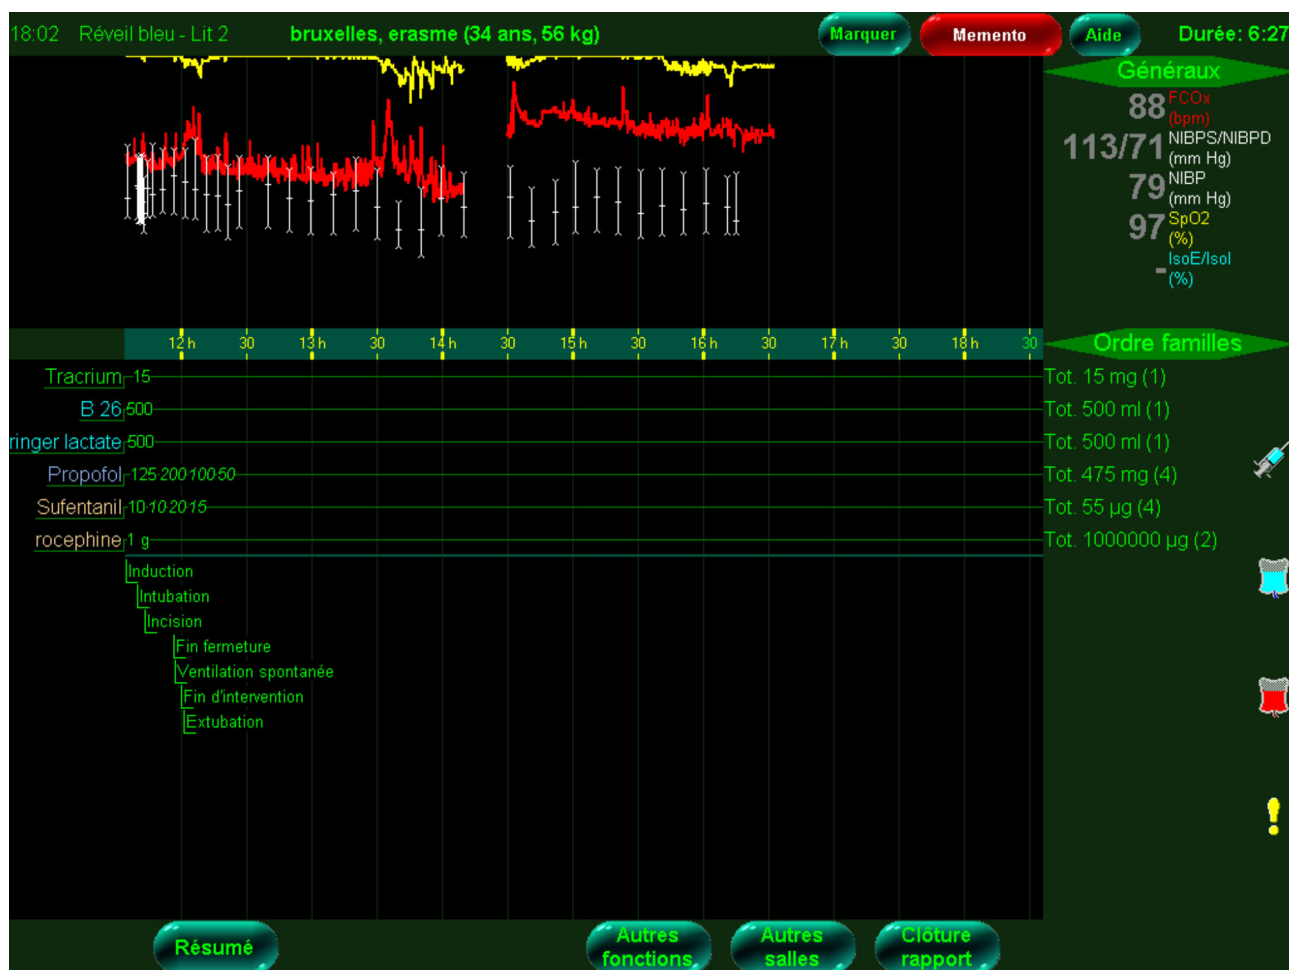 18:02 Réveil bleu - Lit 2 bruxelles, erasme (34 ans, 56 kg) Marquer Memento Aide Durée: 6:27
Généraux
88 FCOx (bpm)
113/71 NIBPS/NIBPD (mm Hg)
79 NIBP (mm Hg)
97 SpO2 (%)
- IsoE/IsoI (%)
12 h 30 13 h 30 14 h 30 15 h 30 16 h 30 17 h 30 18 h 30
Ordre familles
Tracrium 15 Tot. 15 mg (1)
B 26 500 Tot. 500 ml (1)
ringer lactate 500 Tot. 500 ml (1)
Propofol 125 200 100 50 Tot. 475 mg (4)
Sufentanil 10 10 20 15 Tot. 55 µg (4)
rocephine 1 g Tot. 1000000 µg (2)
Induction
Intubation
Incision
Fin fermeture
Ventilation spontanée
Fin d'intervention
Extubation
Résumé
Autres fonctions
Autres salles
Clôture rapport